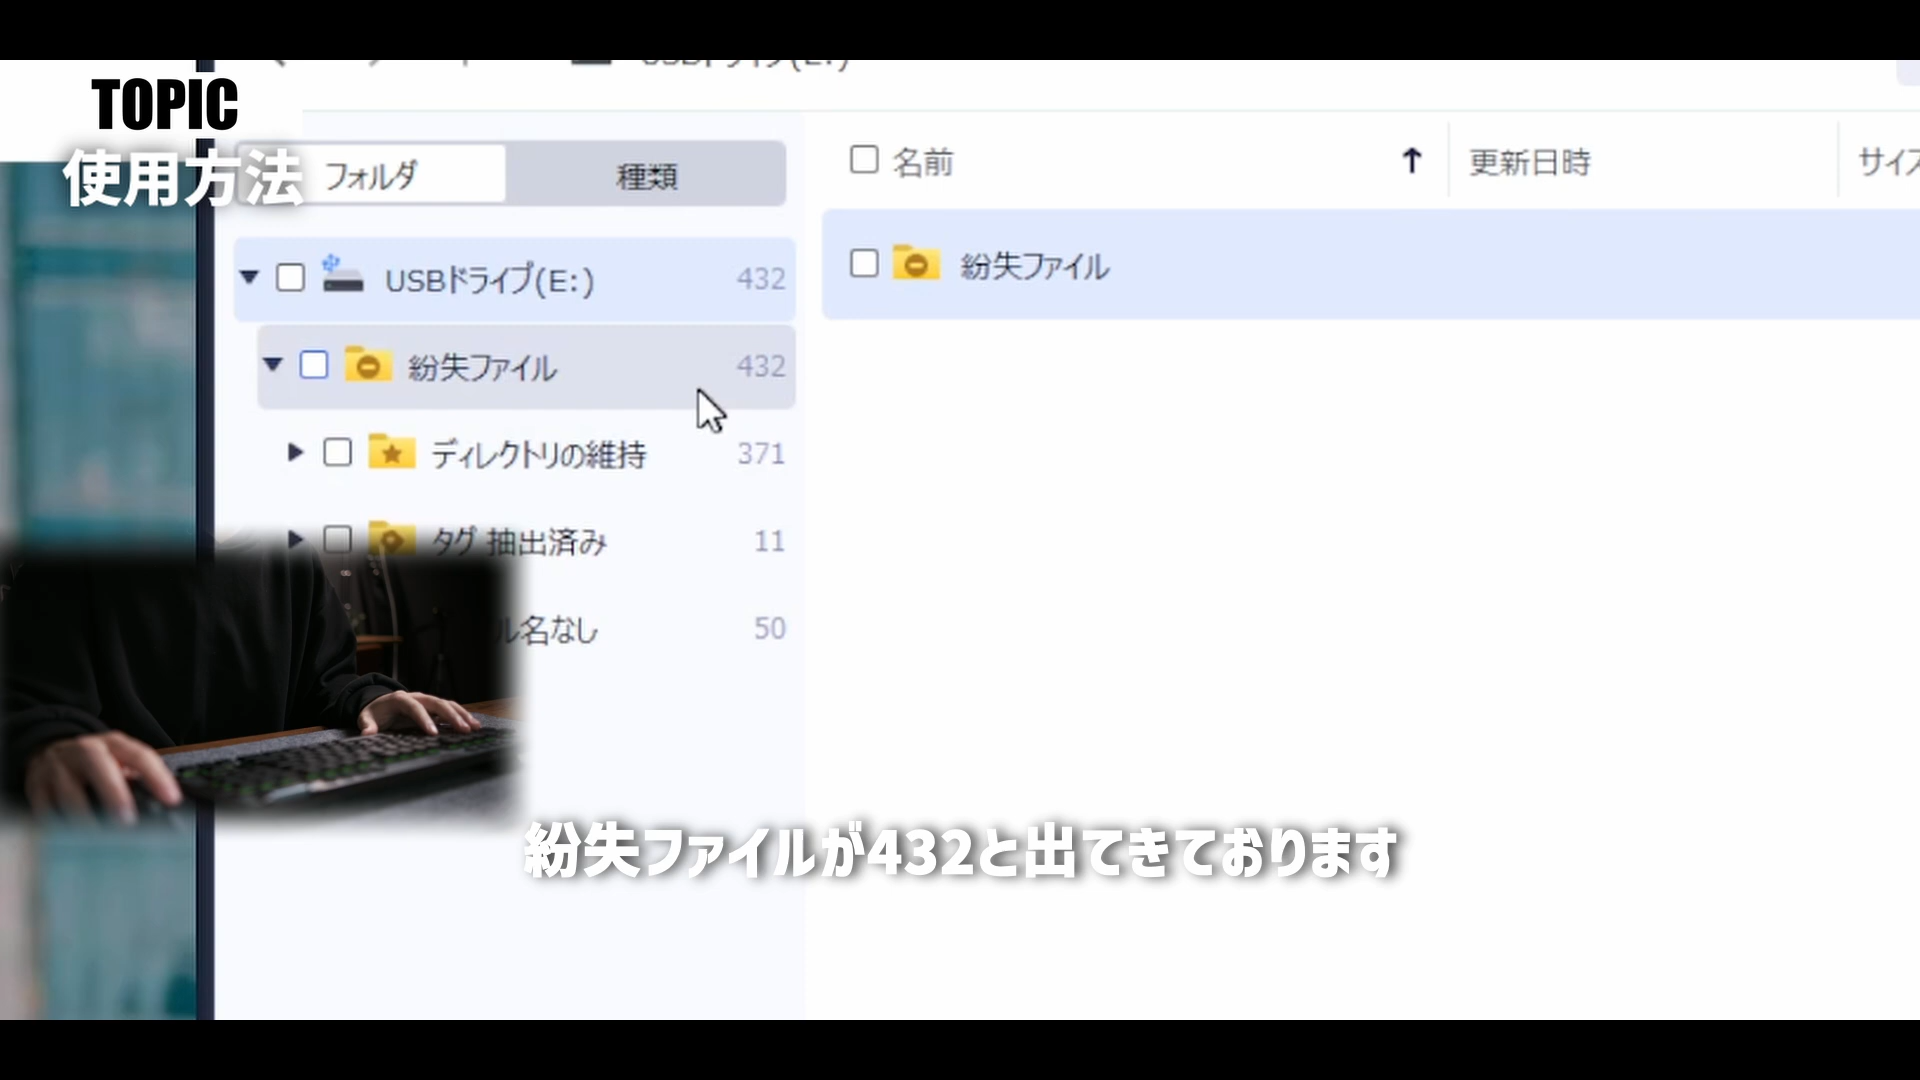 TOPIC
使用方法
フォルダ 種類
名前 ↑ 更新日時
USBドライブ(E:) 432
紛失ファイル
紛失ファイル 432
ディレクトリの維持 371
タグ 抽出済み 11
ル名なし 50
紛失ファイルが432と出てきております